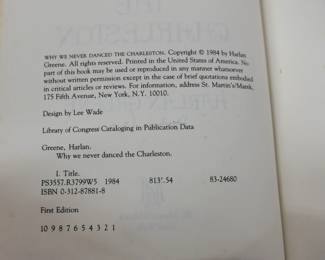 WHY WE NEVER DANCED THE CHARLESTON. Copyright © 1984 by Harlan
Greene. All rights reserved. Printed in the United States of America. No
part of this book may be used or reproduced in any manner whatsoever
without written permission except in the case of brief quotations embodied
in critical articles or reviews. For information, address St. Martin's Press,
175 Fifth Avenue, New York, N.Y. 10010.
Design by Lee Wade
Library of Congress Cataloging in Publication Data
Greene, Harlan.
Why we never danced the Charleston.
I. Title.
PS3557.R3799W5 1984 813'.54 83-24680
ISBN 0-312-87881-8
First Edition
10 9 8 7 6 5 4 3 2 1